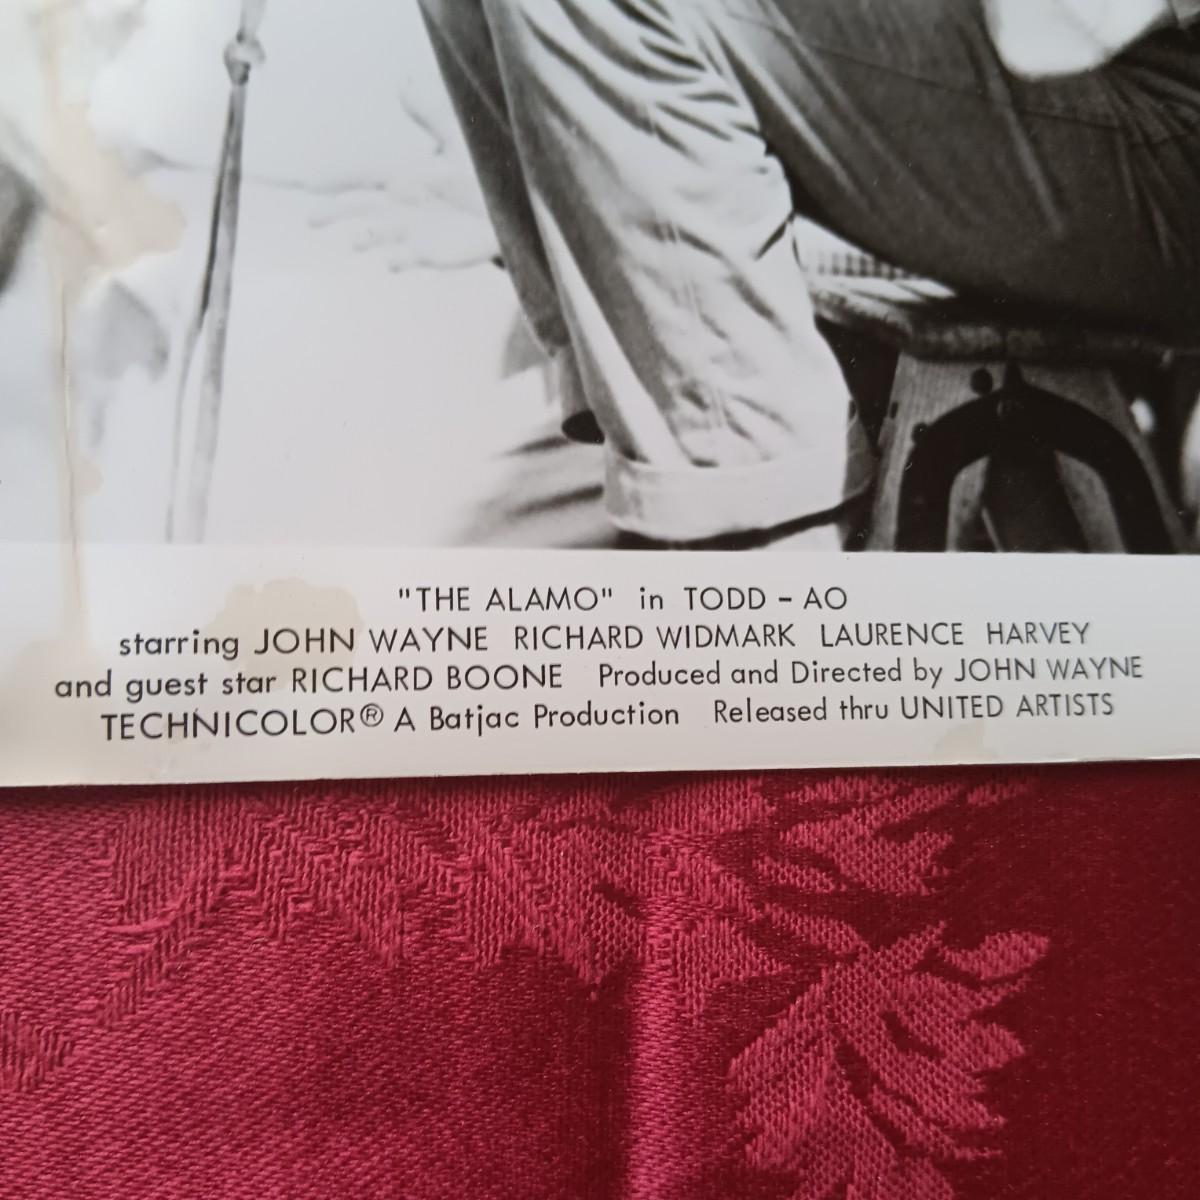 "THE ALAMO" in TODD - AO
starring JOHN WAYNE RICHARD WIDMARK LAURENCE HARVEY
and guest star RICHARD BOONE Produced and Directed by JOHN WAYNE
TECHNICOLOR® A Batjac Production Released thru UNITED ARTISTS